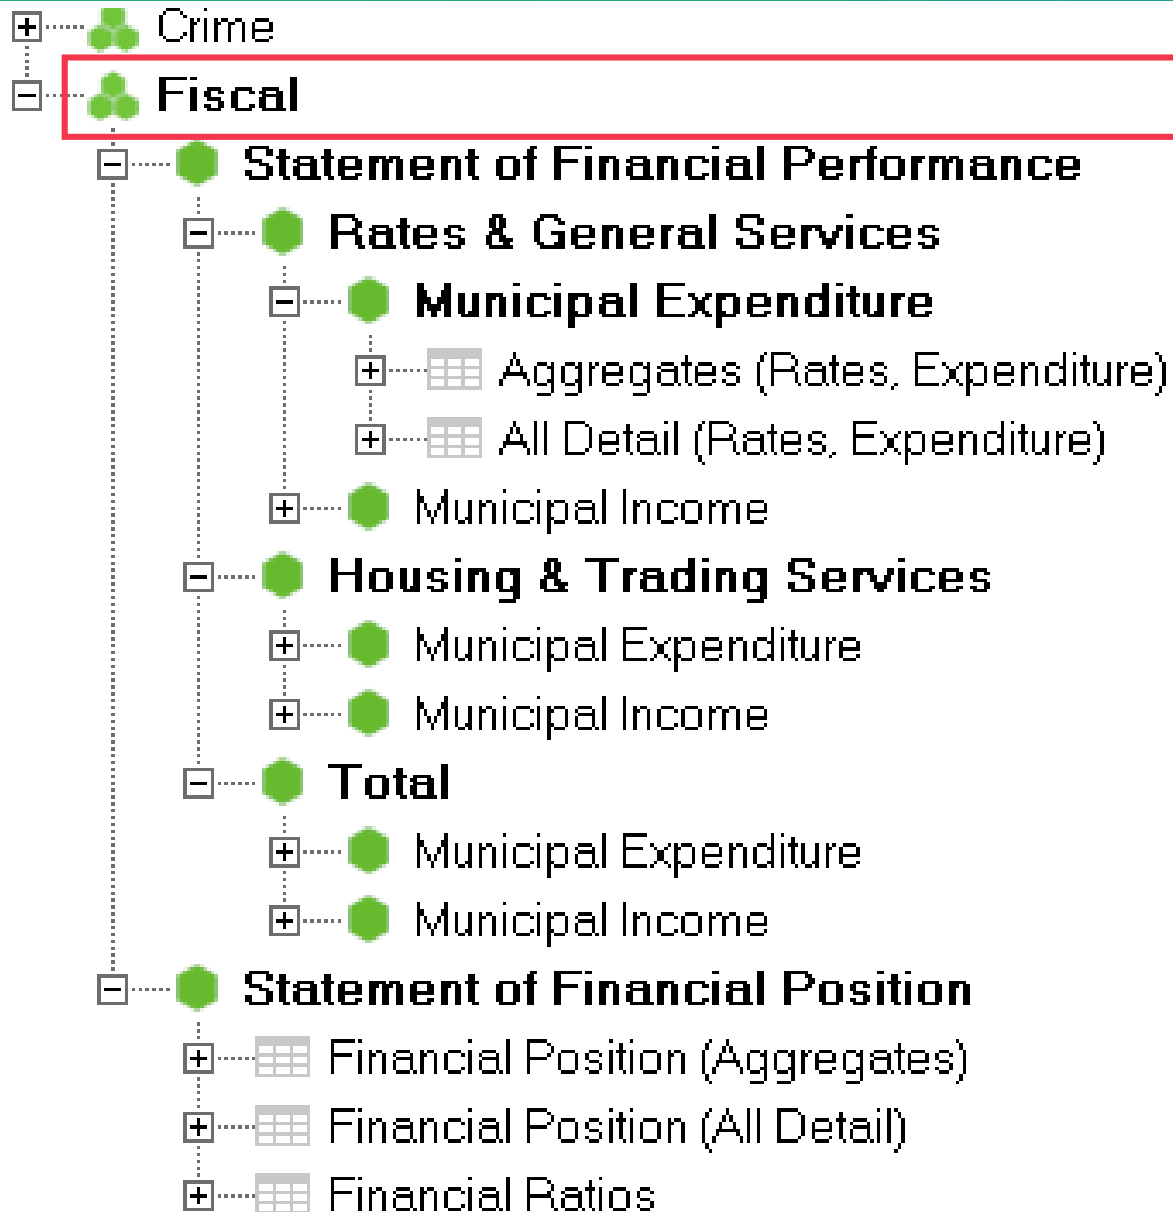 Crime
Fiscal
Statement of Financial Performance
Rates & General Services
Municipal Expenditure
Aggregates (Rates, Expenditure)
All Detail (Rates, Expenditure)
Municipal Income
Housing & Trading Services
Municipal Expenditure
Municipal Income
Total
Municipal Expenditure
Municipal Income
Statement of Financial Position
Financial Position (Aggregates)
Financial Position (All Detail)
Financial Ratios